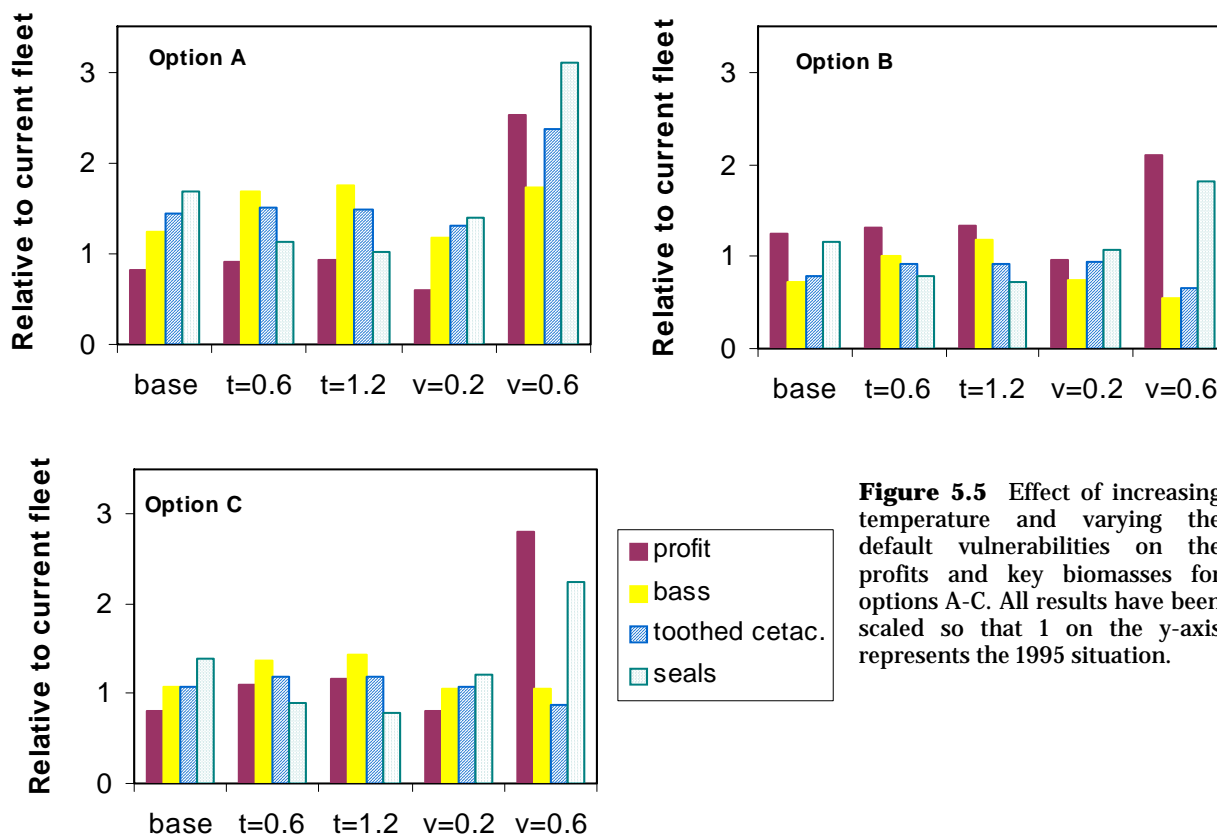 Option A
Relative to current fleet
3
2
1
0
base t=0.6 t=1.2 v=0.2 v=0.6
Option B
Relative to current fleet
3
2
1
0
base t=0.6 t=1.2 v=0.2 v=0.6
Option C
Relative to current fleet
3
2
1
0
base t=0.6 t=1.2 v=0.2 v=0.6
profit
bass
toothed cetac.
seals
Figure 5.5 Effect of increasing
temperature and varying the
default vulnerabilities on the
profits and key biomasses for
options A-C. All results have been
scaled so that 1 on the y-axis
represents the 1995 situation.